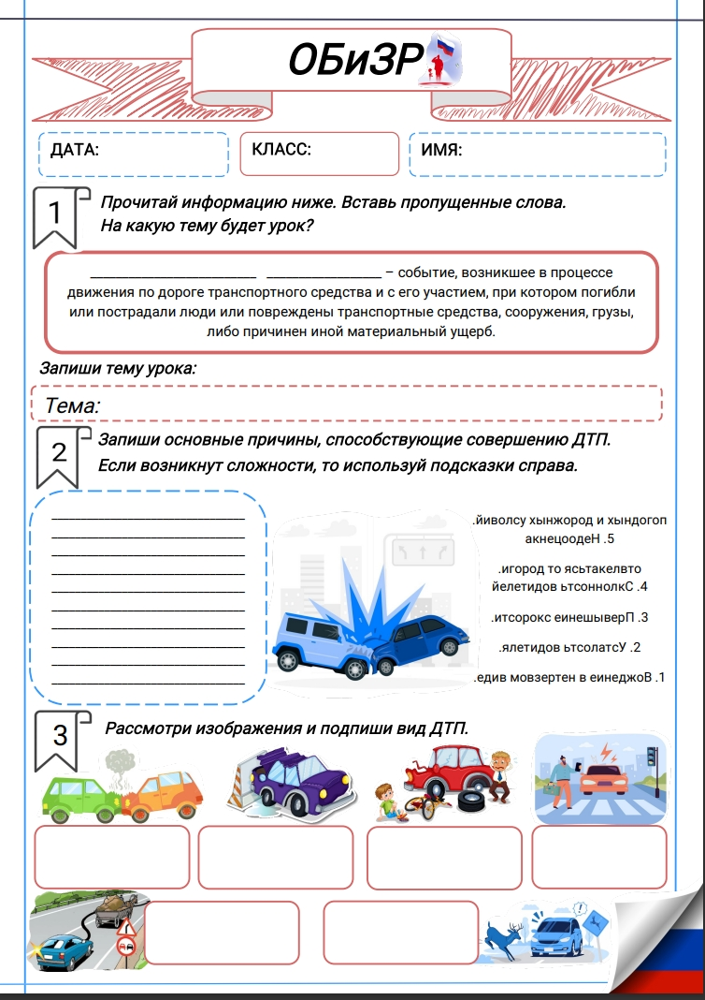 ОБиЗР
ДАТА:
КЛАСС:
ИМЯ:
1
Прочитай информацию ниже. Вставь пропущенные слова.
На какую тему будет урок?
__________________________ __________________ – событие, возникшее в процессе
движения по дороге транспортного средства и с его участием, при котором погибли
или пострадали люди или повреждены транспортные средства, сооружения, грузы,
либо причинен иной материальный ущерб.
Запиши тему урока:
Тема:
2
Запиши основные причины, способствующие совершению ДТП.
Если возникнут сложности, то используй подсказки справа.
.йиволсу хынжород и хындогоп
акнецооdеН .5
.игород то ясьтакелвто
йелетидов ьтсоннолкС .4
.итсорокс еинешыверП .3
.ялетидов ьтсолатсУ .2
.едив мовзертен в еинеджоВ .1
3
Рассмотри изображения и подпиши вид ДТП.